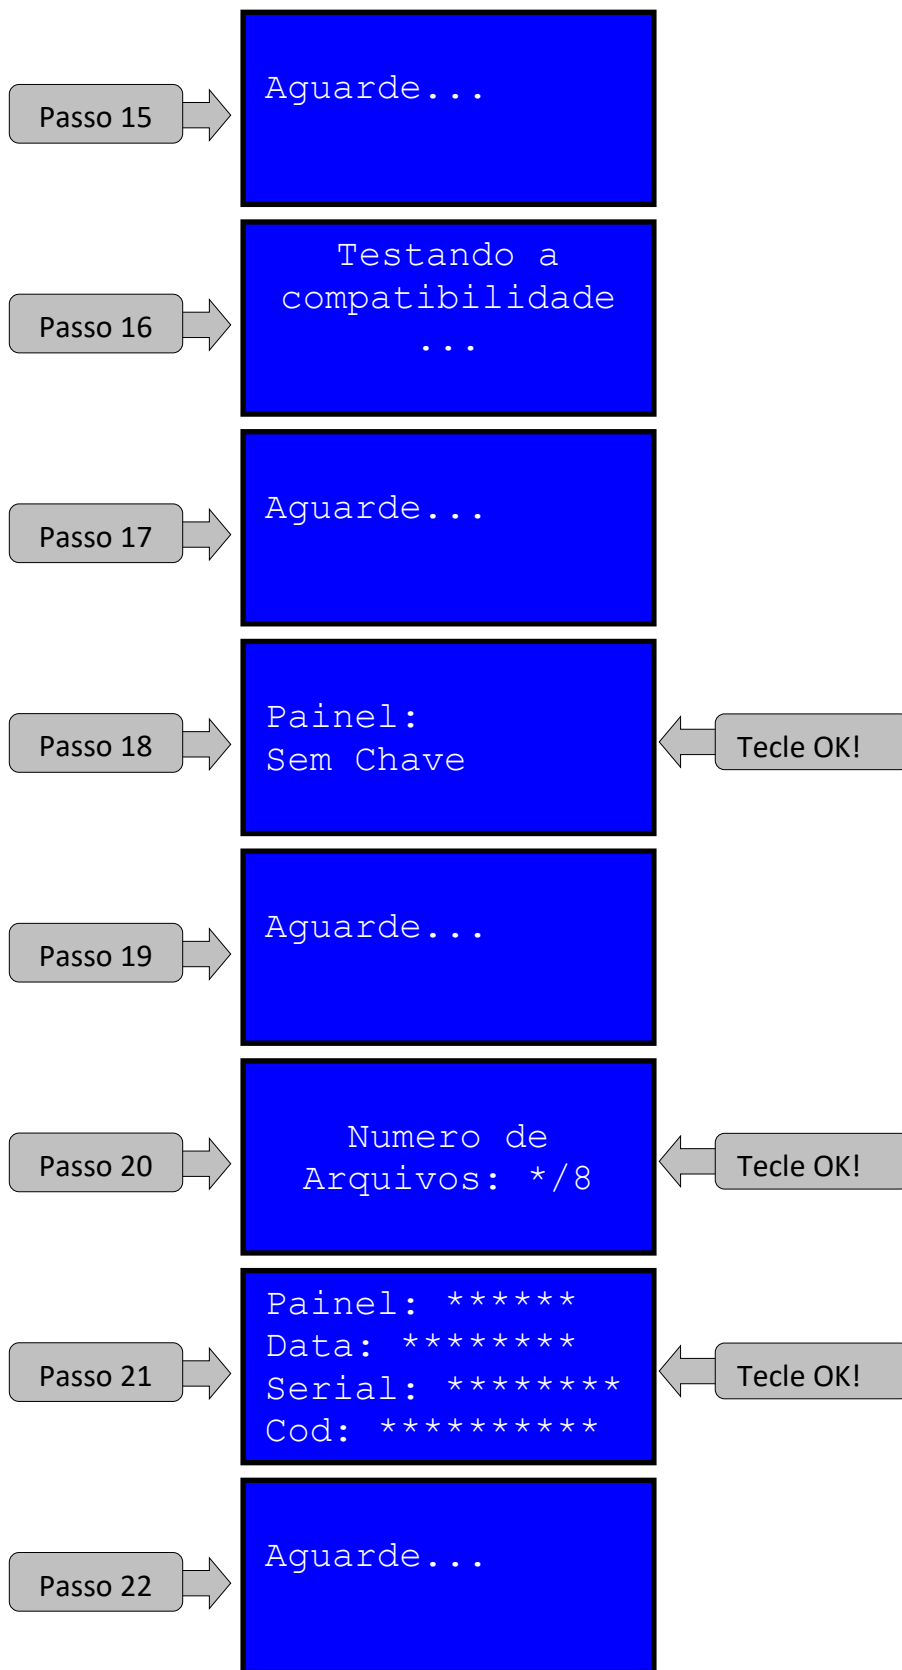 Passo 15
Aguarde...
Passo 16
Testando a
compatibilidade
...
Passo 17
Aguarde...
Passo 18
Painel:
Sem Chave
Tecle OK!
Passo 19
Aguarde...
Passo 20
Numero de
Arquivos: */8
Tecle OK!
Passo 21
Painel: ******
Data: ********
Serial: ********
Cod: **********
Tecle OK!
Passo 22
Aguarde...